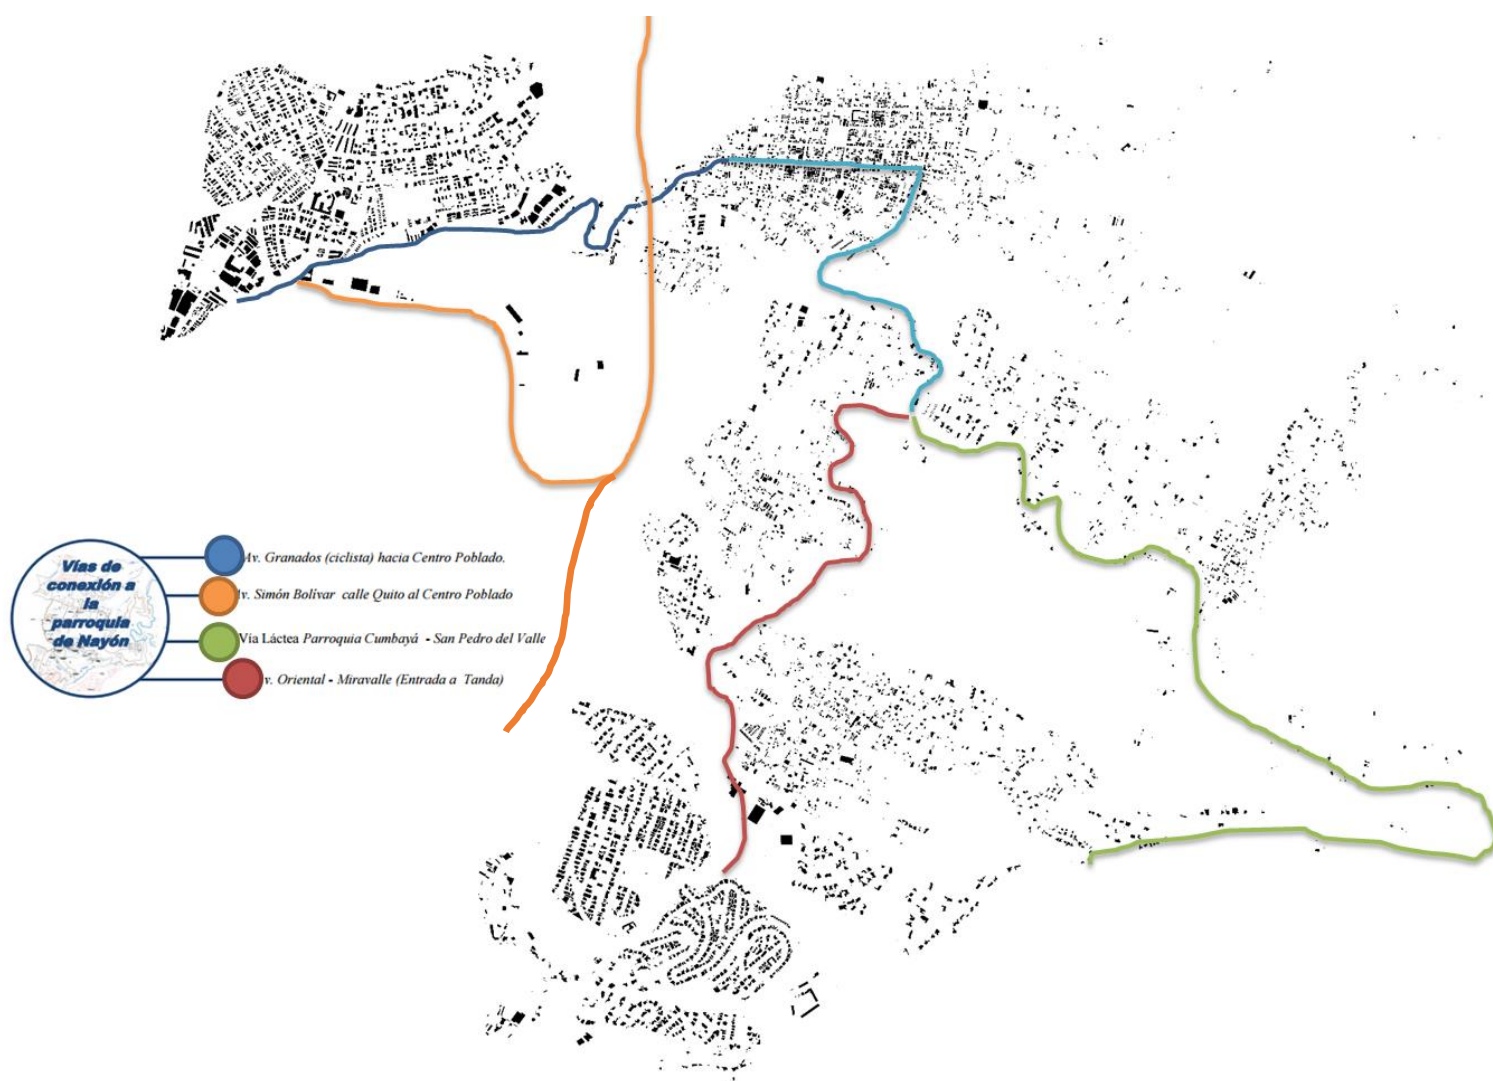 Vías de
conexión a
la
parroquia
de Nayón
Av. Granados (ciclista) hacia Centro Poblado.
v. Simón Bolívar calle Quito al Centro Poblado
Vía Láctea Parroquia Cumbayá - San Pedro del Valle
v. Oriental - Miravalle (Entrada a Tanda)